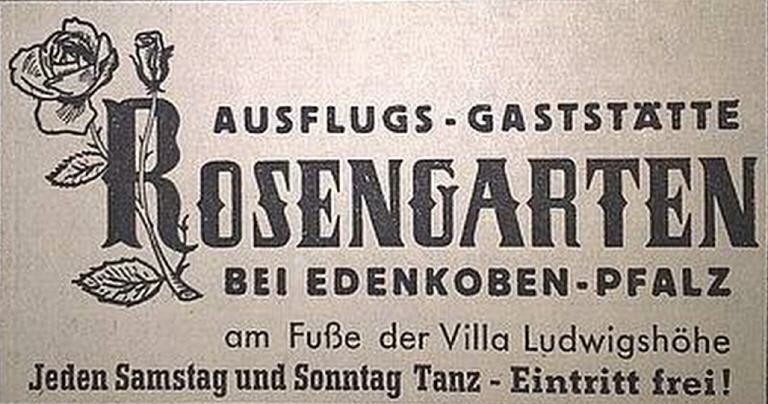 AUSFLUGS-GASTSTÄTTE
ROSENGARTEN
BEI EDENKOBEN-PFALZ
am Fuße der Villa Ludwigshöhe
Jeden Samstag und Sonntag Tanz - Eintritt frei!